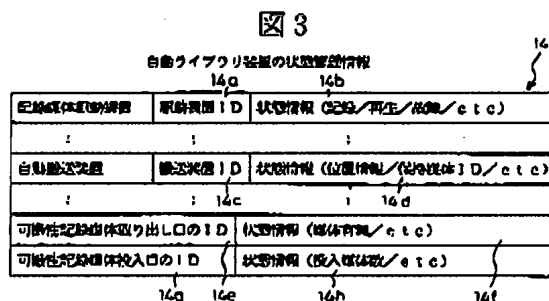 図3
自動ライブラリ装置の状態管理情報
14
14a 14b
記録媒体駆動装置 駆動装置ID 状態情報(記録/再生/故障/etc)
自動搬送装置 搬送装置ID 状態情報(位置情報/保持媒体ID/etc)
14c 14d
可搬性記録媒体取り出し口のID 状態情報(媒体有無/etc)
可搬性記録媒体投入口のID 状態情報(投入媒体数/etc)
14g 14e 14h 14f